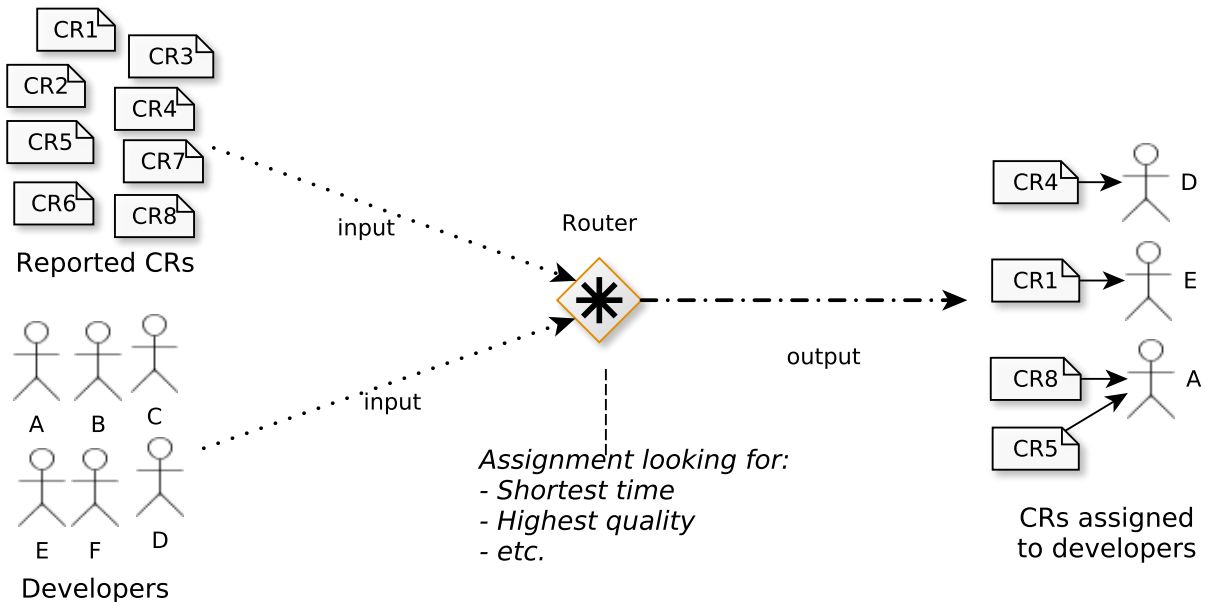 CR1
CR3
CR2
CR4
CR5
CR7
CR6
CR8
Reported CRs
input
Router
A
B
C
E
F
D
Developers
input
Assignment looking for:
- Shortest time
- Highest quality
- etc.
output
CR4
D
CR1
E
CR8
A
CR5
CRs assigned
to developers